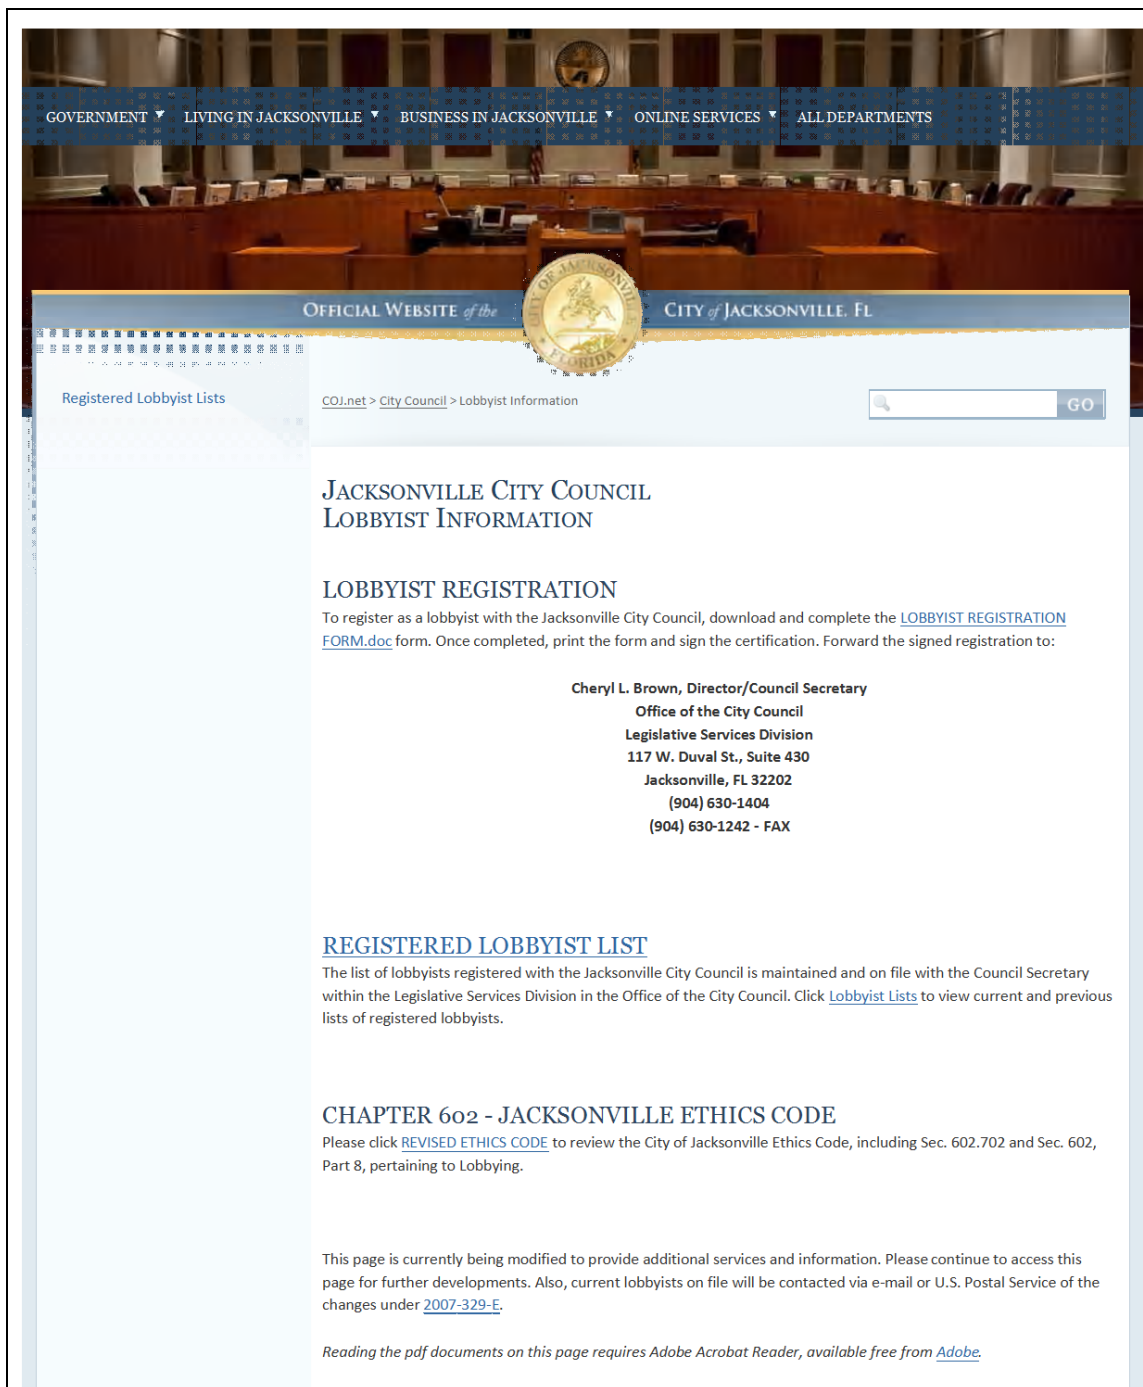 GOVERNMENT LIVING IN JACKSONVILLE BUSINESS IN JACKSONVILLE ONLINE SERVICES ALL DEPARTMENTS
OFFICIAL WEBSITE of the CITY of JACKSONVILLE, FL
CITY OF JACKSONVILLE
FLORIDA
Registered Lobbyist Lists
COJ.net > City Council > Lobbyist Information
GO
JACKSONVILLE CITY COUNCIL
LOBBYIST INFORMATION
LOBBYIST REGISTRATION
To register as a lobbyist with the Jacksonville City Council, download and complete the LOBBYIST REGISTRATION
FORM.doc form. Once completed, print the form and sign the certification. Forward the signed registration to:
Cheryl L. Brown, Director/Council Secretary
Office of the City Council
Legislative Services Division
117 W. Duval St., Suite 430
Jacksonville, FL 32202
(904) 630-1404
(904) 630-1242 - FAX
REGISTERED LOBBYIST LIST
The list of lobbyists registered with the Jacksonville City Council is maintained and on file with the Council Secretary
within the Legislative Services Division in the Office of the City Council. Click Lobbyist Lists to view current and previous
lists of registered lobbyists.
CHAPTER 602 - JACKSONVILLE ETHICS CODE
Please click REVISED ETHICS CODE to review the City of Jacksonville Ethics Code, including Sec. 602.702 and Sec. 602,
Part 8, pertaining to Lobbying.
This page is currently being modified to provide additional services and information. Please continue to access this
page for further developments. Also, current lobbyists on file will be contacted via e-mail or U.S. Postal Service of the
changes under 2007-329-E.
Reading the pdf documents on this page requires Adobe Acrobat Reader, available free from Adobe.